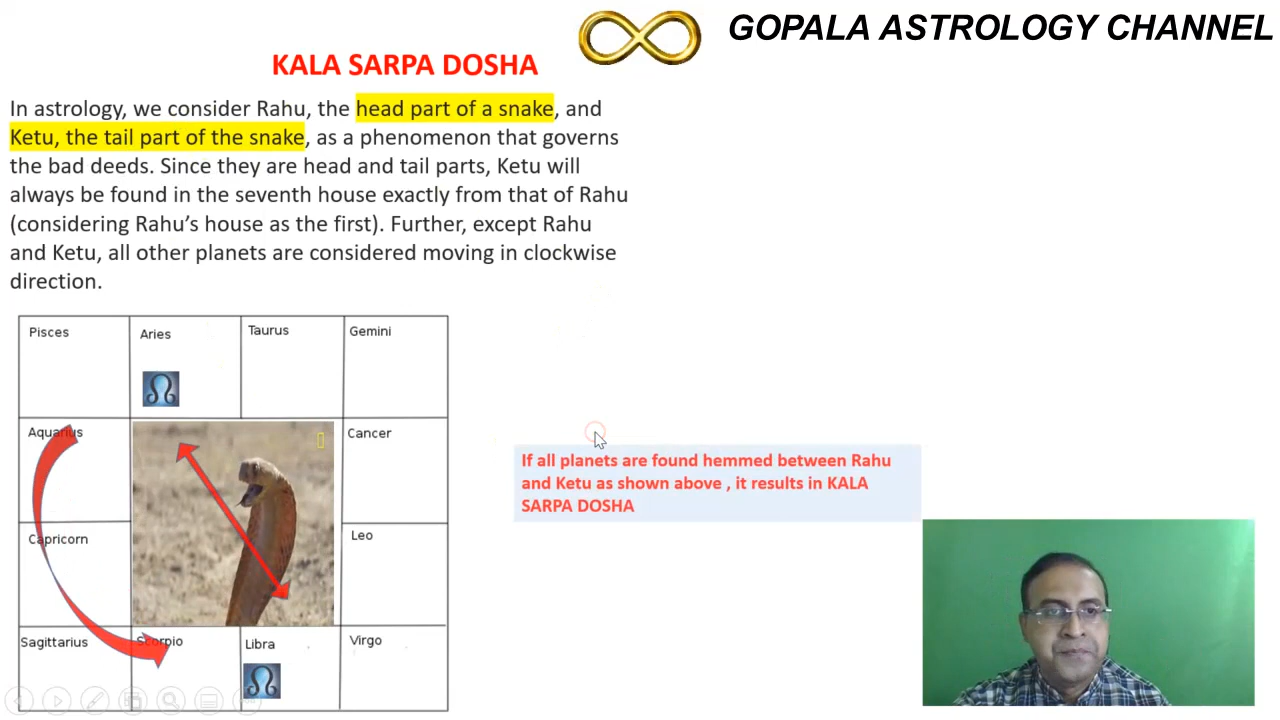 GOPALA ASTROLOGY CHANNEL
KALA SARPA DOSHA
In astrology, we consider Rahu, the head part of a snake, and
Ketu, the tail part of the snake, as a phenomenon that governs
the bad deeds. Since they are head and tail parts, Ketu will
always be found in the seventh house exactly from that of Rahu
(considering Rahu’s house as the first). Further, except Rahu
and Ketu, all other planets are considered moving in clockwise
direction.
Pisces
Aries
Taurus
Gemini
Aquarius
Cancer
Capricorn
Leo
Sagittarius
Scorpio
Libra
Virgo
If all planets are found hemmed between Rahu
and Ketu as shown above , it results in KALA
SARPA DOSHA